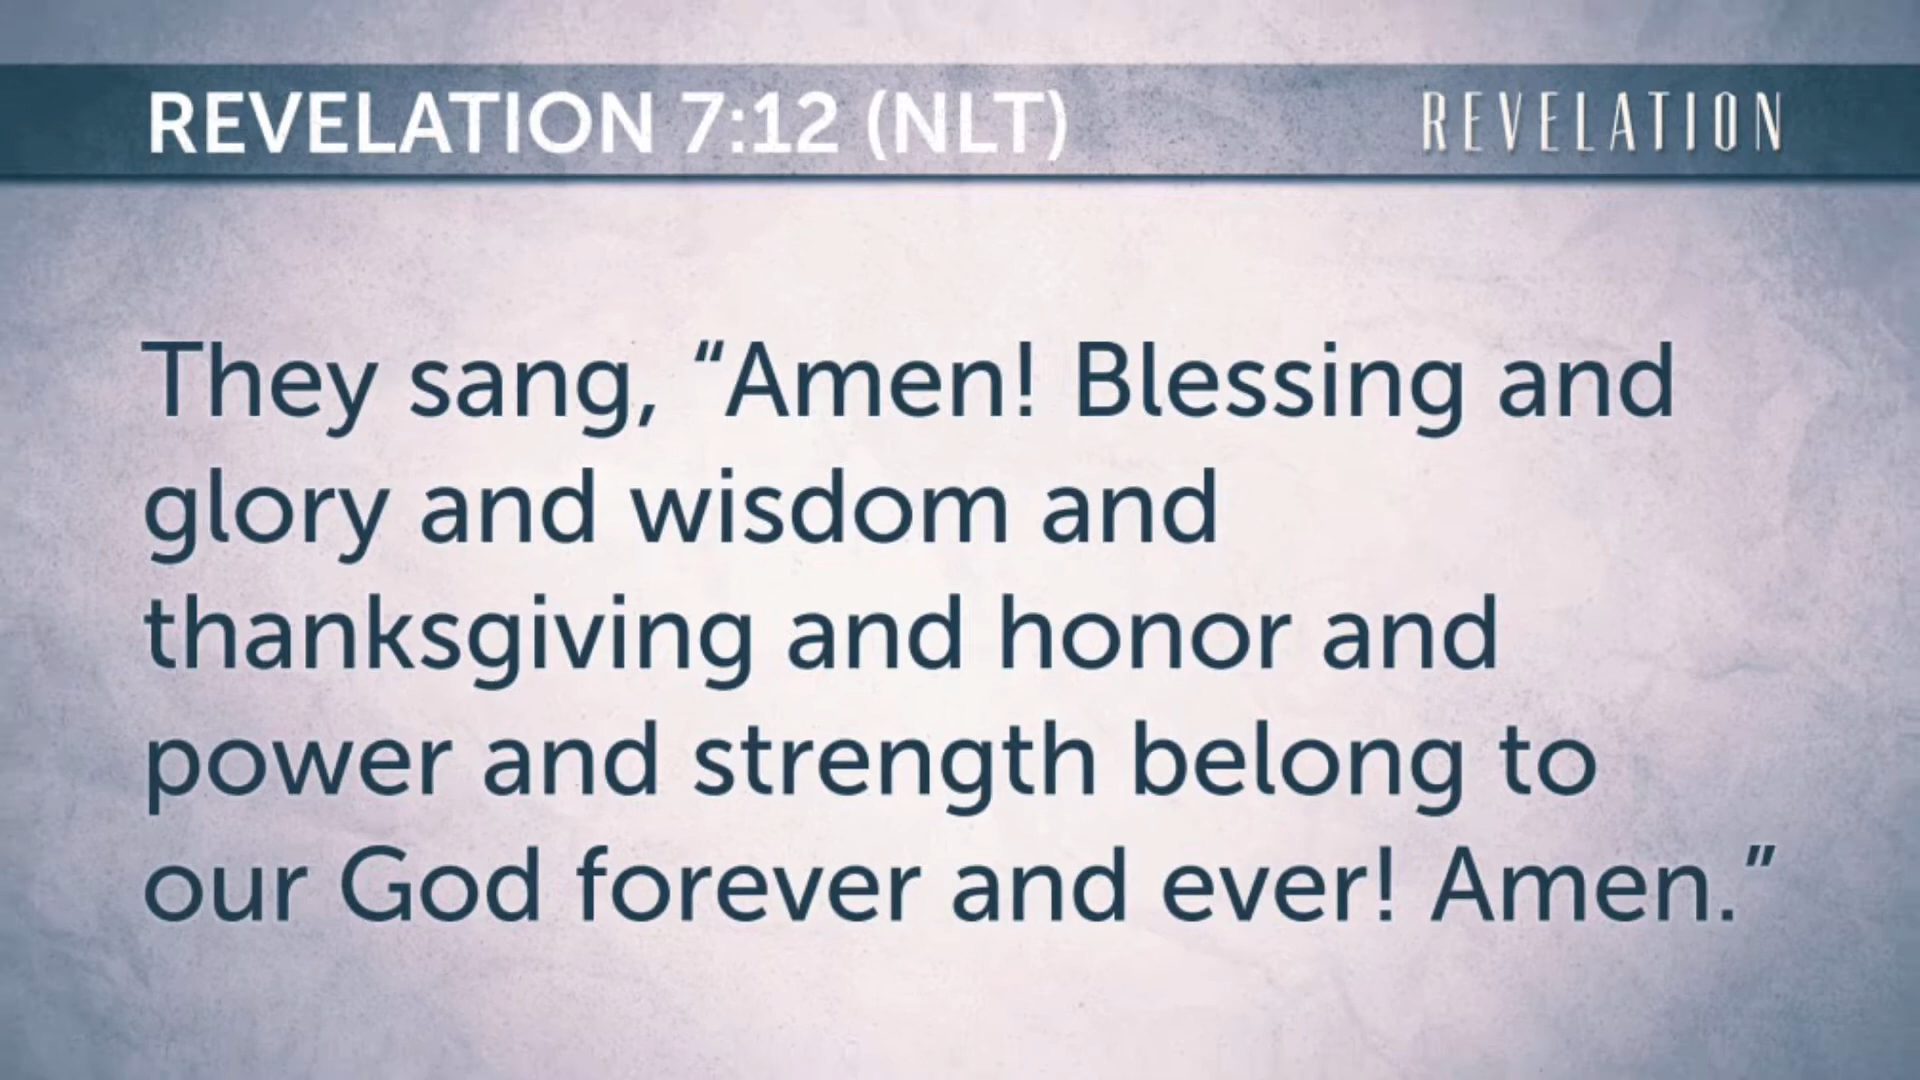 REVELATION 7:12 (NLT)
REVELATION
They sang, “Amen! Blessing and
glory and wisdom and
thanksgiving and honor and
power and strength belong to
our God forever and ever! Amen.”